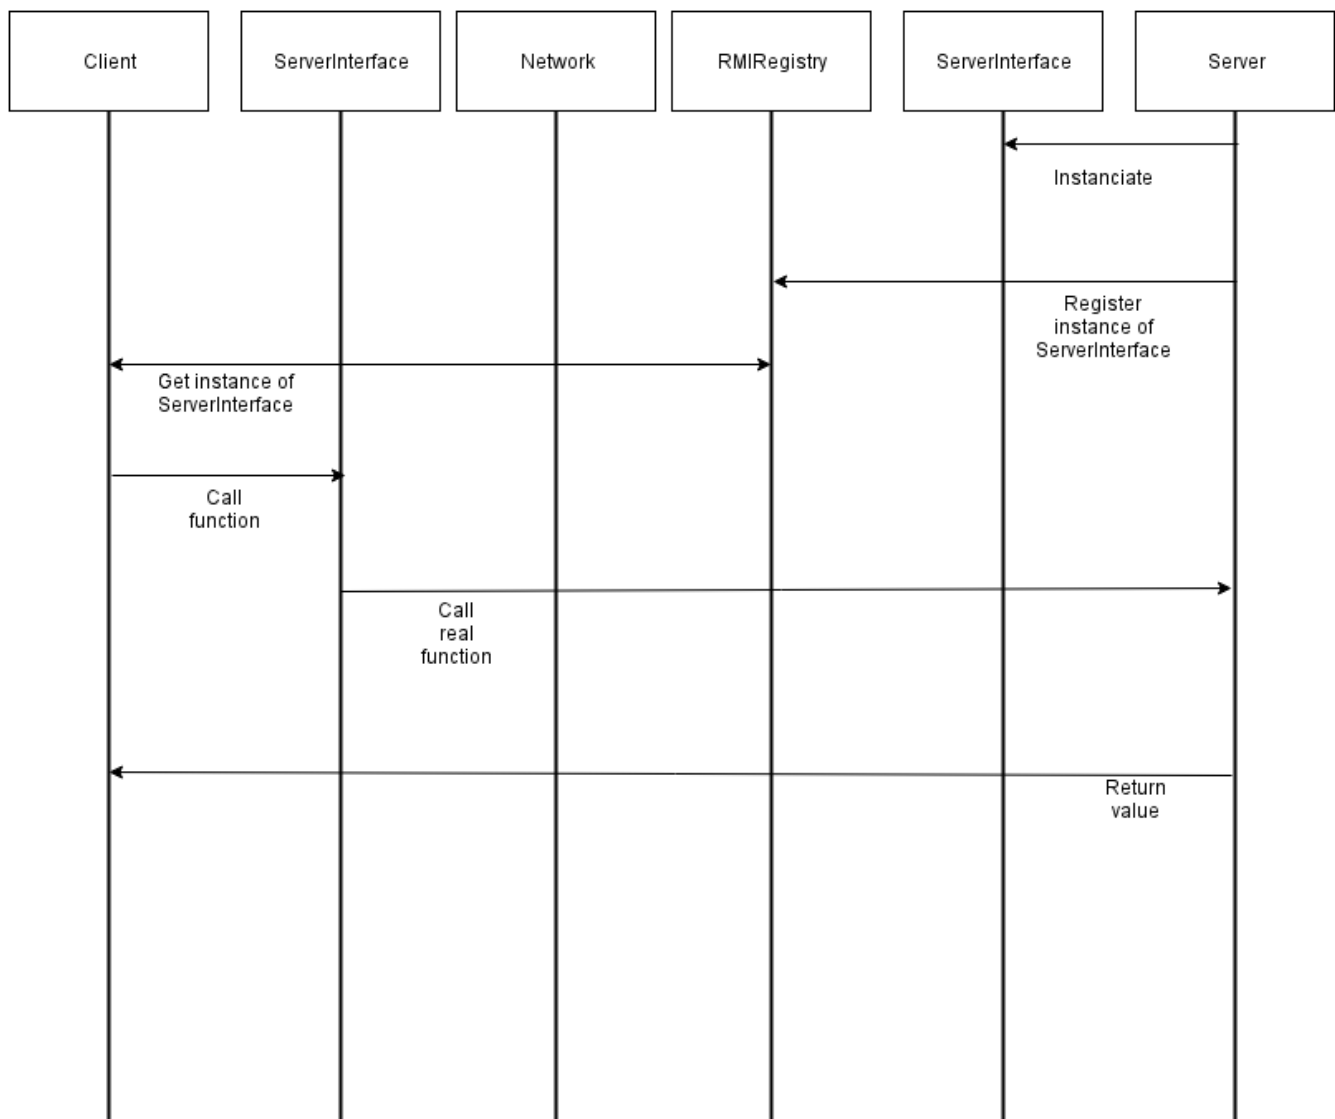 Client
ServerInterface
Network
RMIRegistry
ServerInterface
Server
Instanciate
Register
instance of
ServerInterface
Get instance of
ServerInterface
Call
function
Call
real
function
Return
value